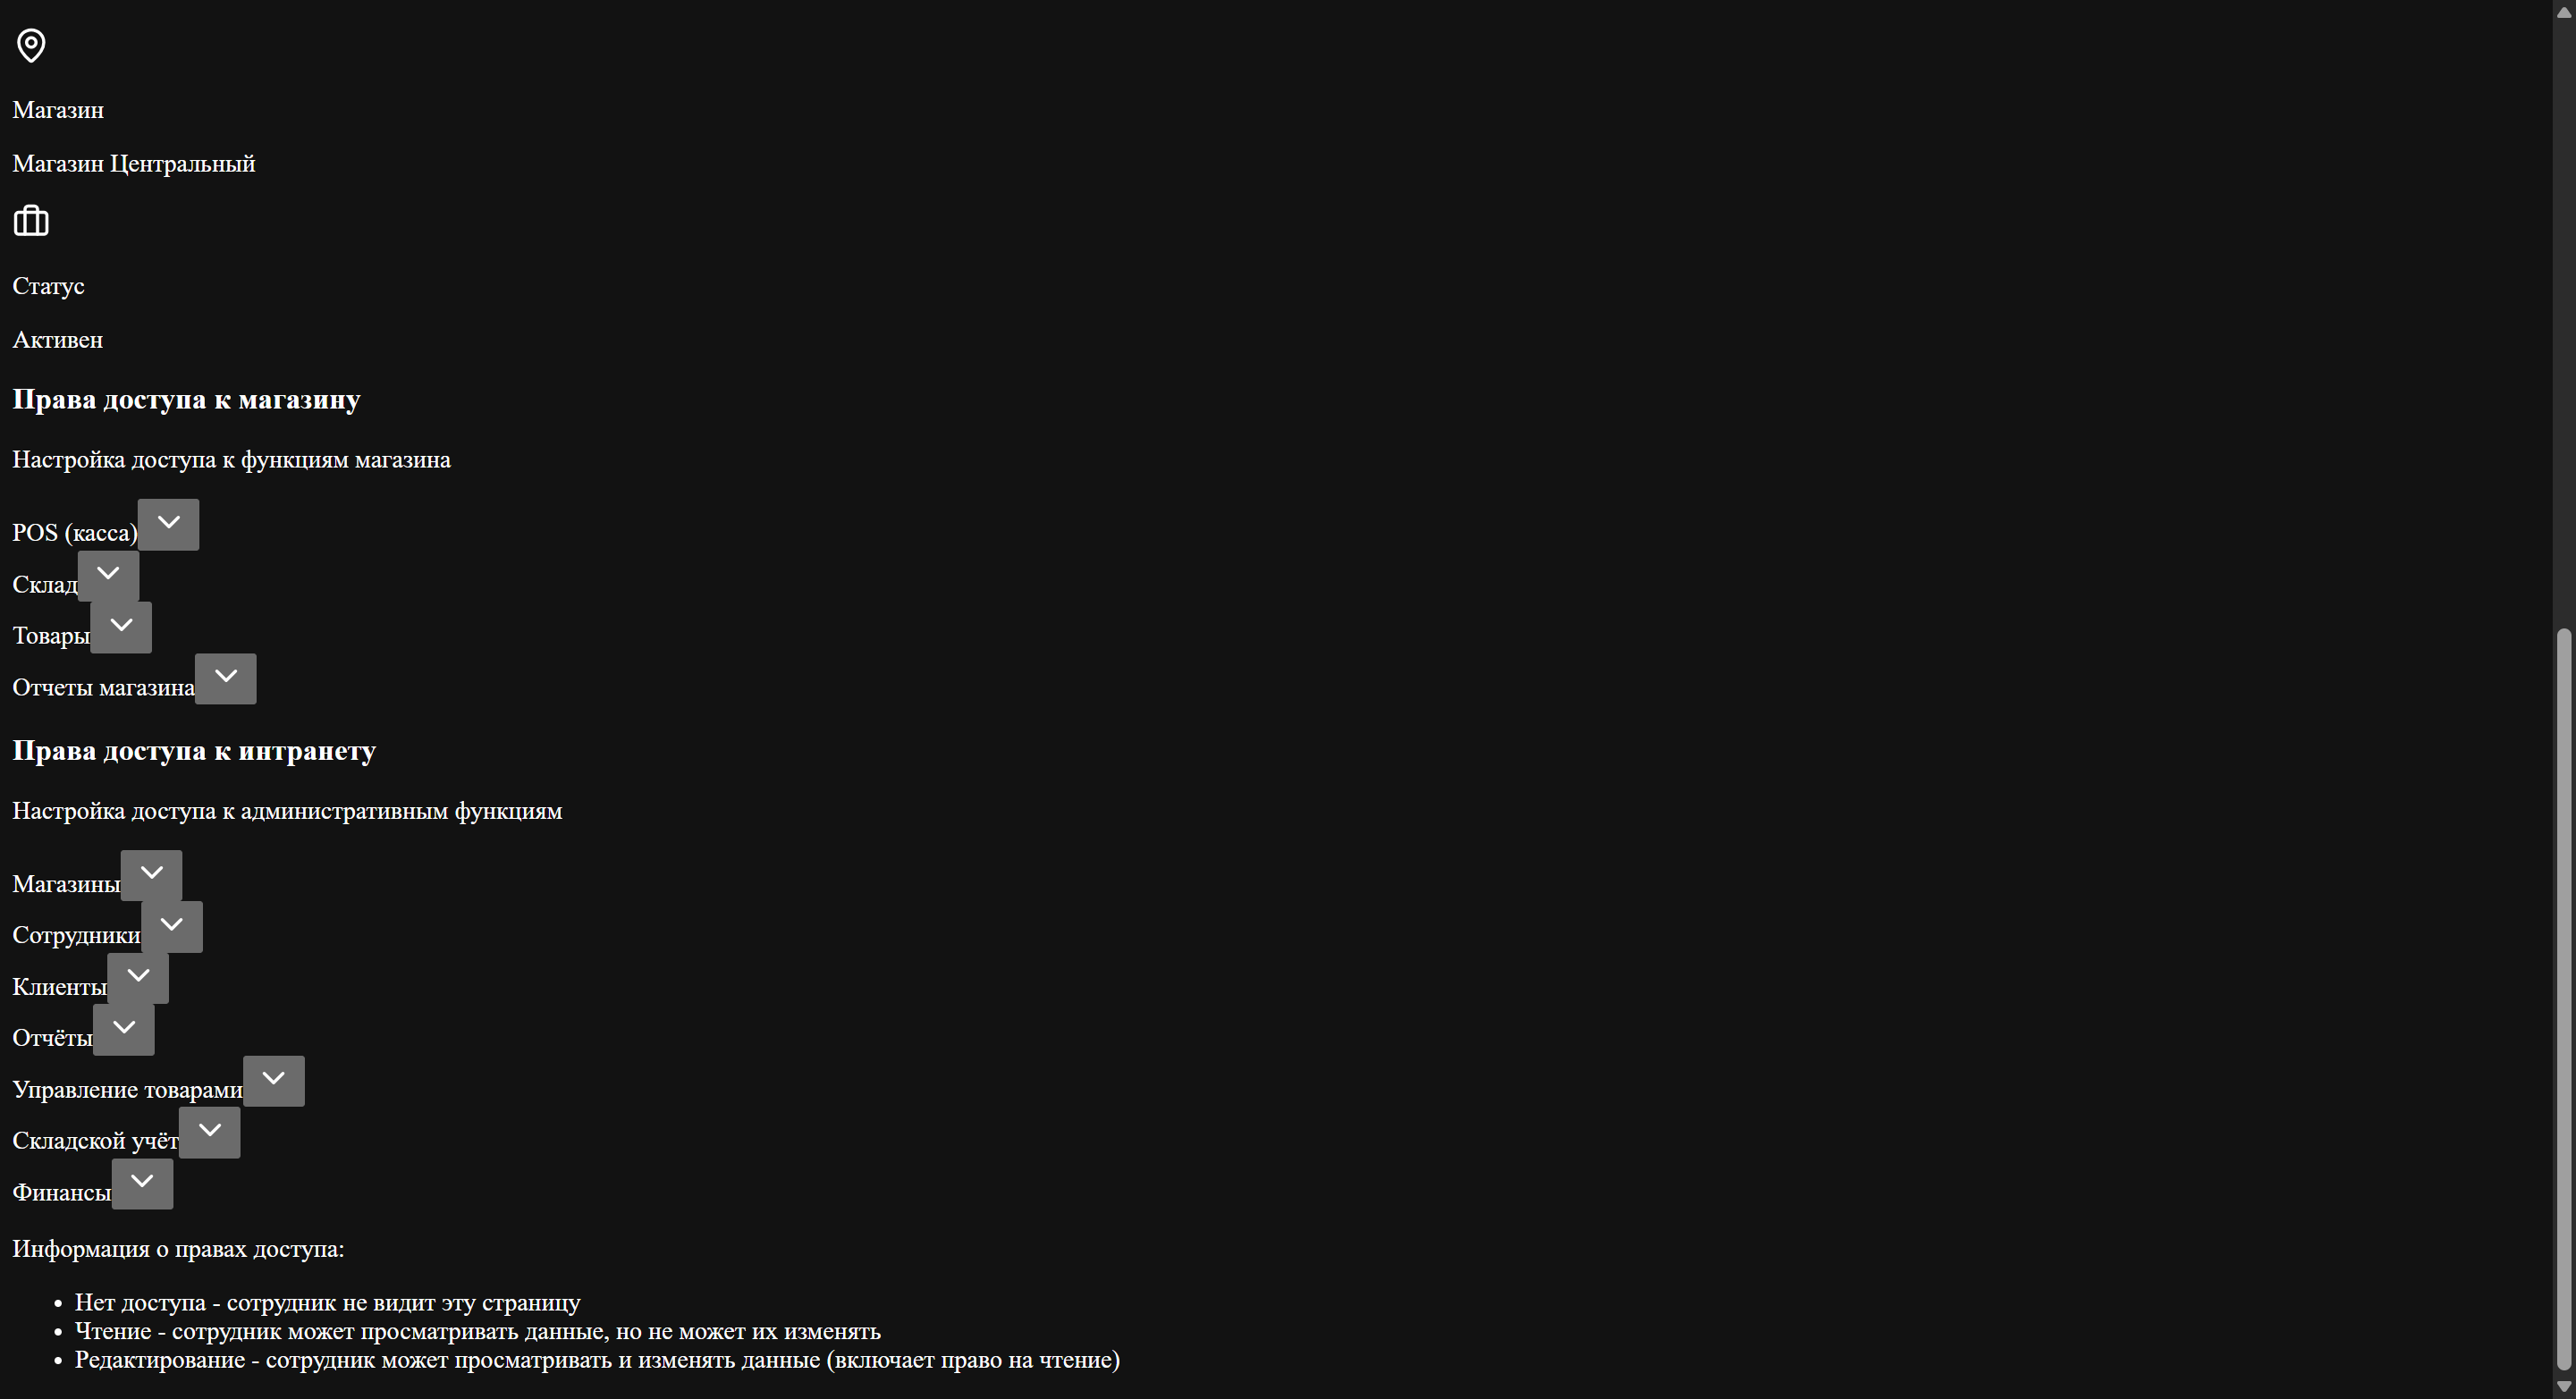 Магазин
Магазин Центральный
Статус
Активен
Права доступа к магазину
Настройка доступа к функциям магазина
POS (касса)
Склад
Товары
Отчеты магазина
Права доступа к интранету
Настройка доступа к административным функциям
Магазины
Сотрудники
Клиенты
Отчёты
Управление товарами
Складской учёт
Финансы
Информация о правах доступа:
• Нет доступа - сотрудник не видит эту страницу
• Чтение - сотрудник может просматривать данные, но не может их изменять
• Редактирование - сотрудник может просматривать и изменять данные (включает право на чтение)